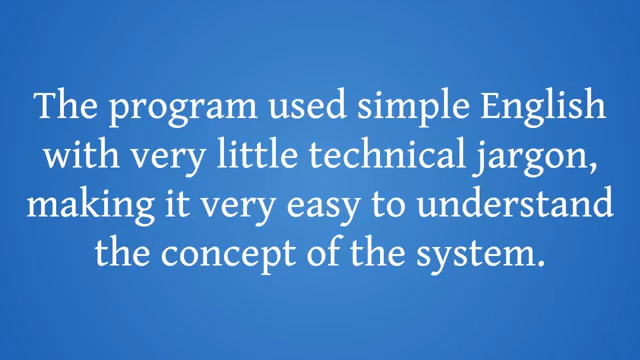 The program used simple English
with very little technical jargon,
making it very easy to understand
the concept of the system.